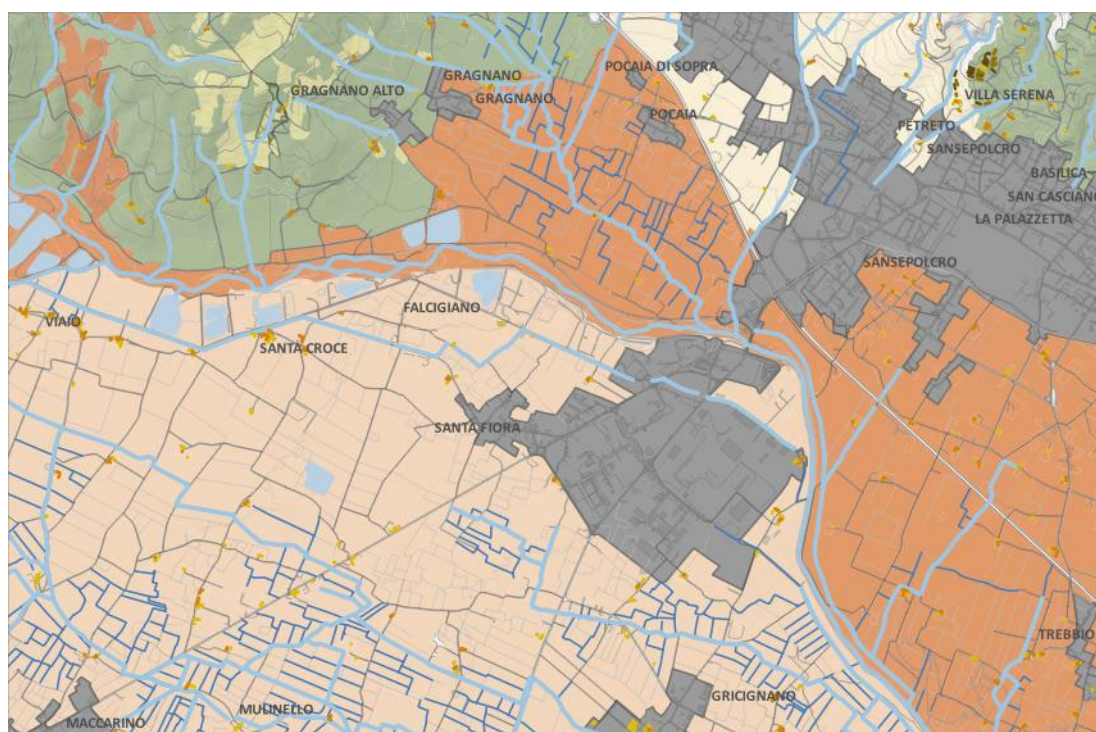 GRAGNANO
POCAIA DI SOPRA
GRAGNANO ALTO
GRAGNANO
VILLA SERENA
POCAIA
PETRETO
SANSEPOLCRO
BASILICA
SAN CASCIANO
LA PALAZZETTA
SANSEPOLCRO
FALCIGIANO
VIAIO
SANTA CROCE
SANTA FIORA
TREBBIO
GRICIGNANO
MULINELLO
MACCARINO